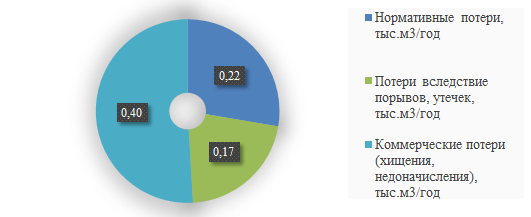 0,22
0,40
0,17
Нормативные потери,
тыс.м3/год
Потери вследствие
порывов, утечек,
тыс.м3/год
Коммерческие потери
(хищения,
недоначисления),
тыс.м3/год